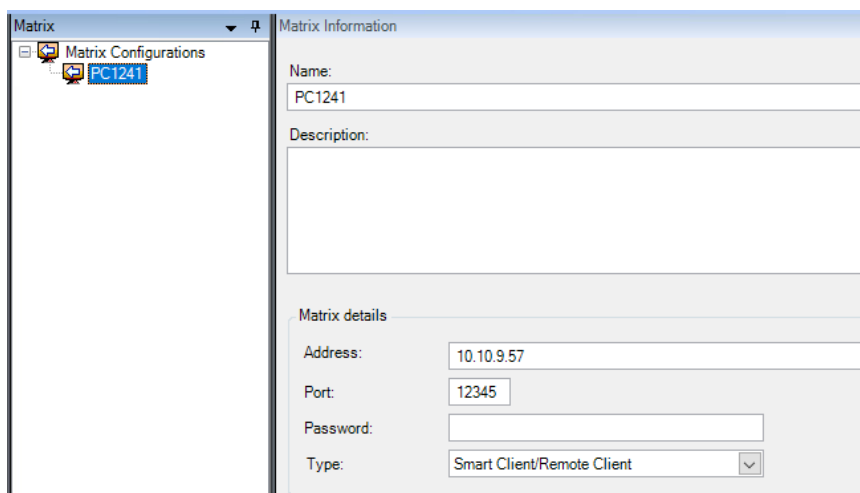 Matrix
Matrix Configurations
PC1241
Matrix Information
Name:
PC1241
Description:
Matrix details
Address: 10.10.9.57
Port: 12345
Password:
Type: Smart Client/Remote Client